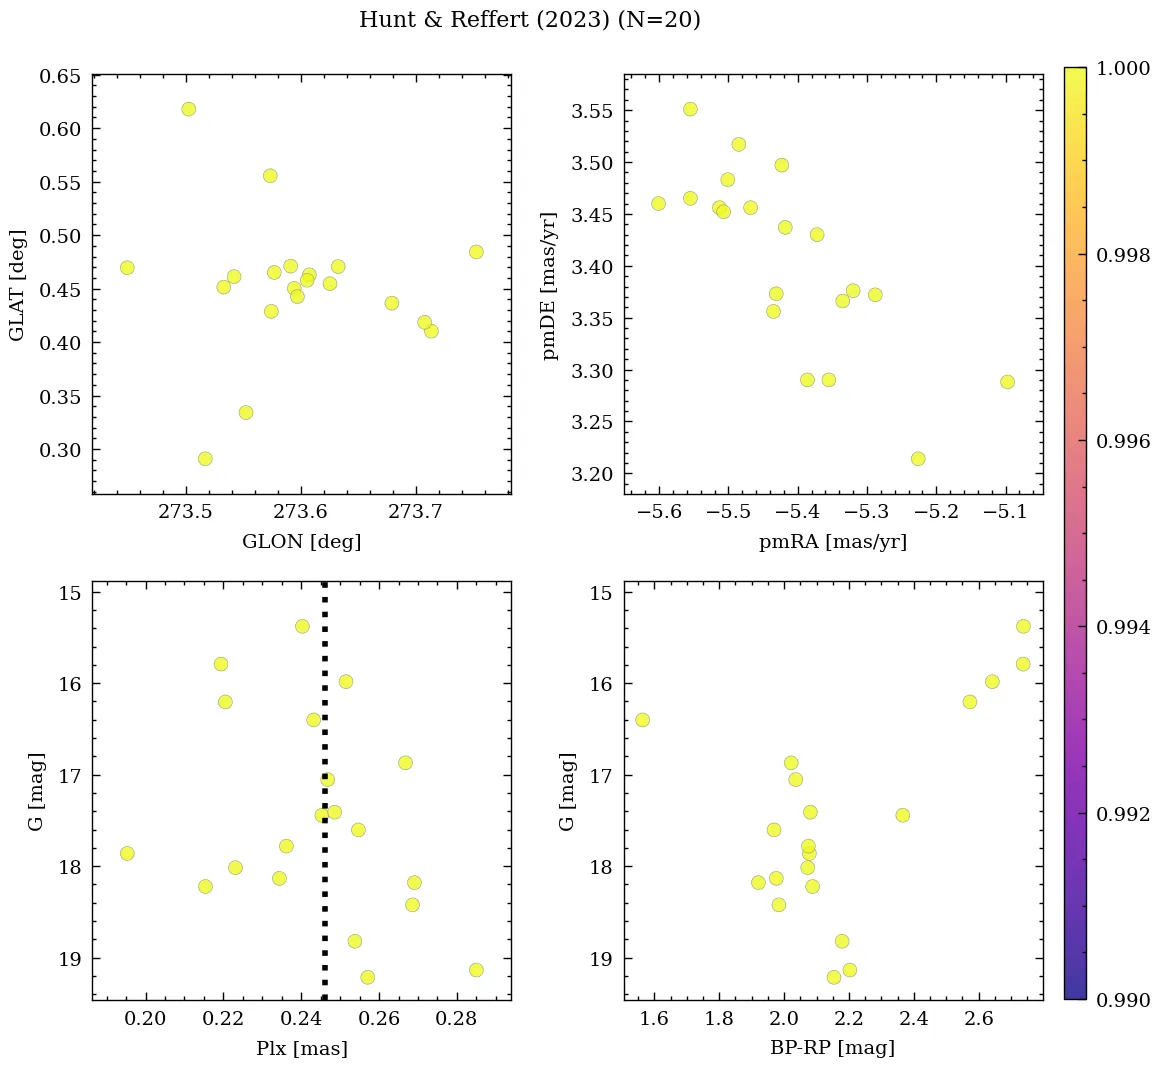 Hunt & Reffert (2023) (N=20)
0.65
0.60
0.55
0.50
0.45
0.40
0.35
0.30
GLAT [deg]
273.5 273.6 273.7
GLON [deg]
3.55
3.50
3.45
3.40
3.35
3.30
3.25
3.20
pmDE [mas/yr]
−5.6 −5.5 −5.4 −5.3 −5.2 −5.1
pmRA [mas/yr]
15
16
17
18
19
G [mag]
0.20 0.22 0.24 0.26 0.28
Plx [mas]
15
16
17
18
19
G [mag]
1.6 1.8 2.0 2.2 2.4 2.6
BP-RP [mag]
1.000
0.998
0.996
0.994
0.992
0.990